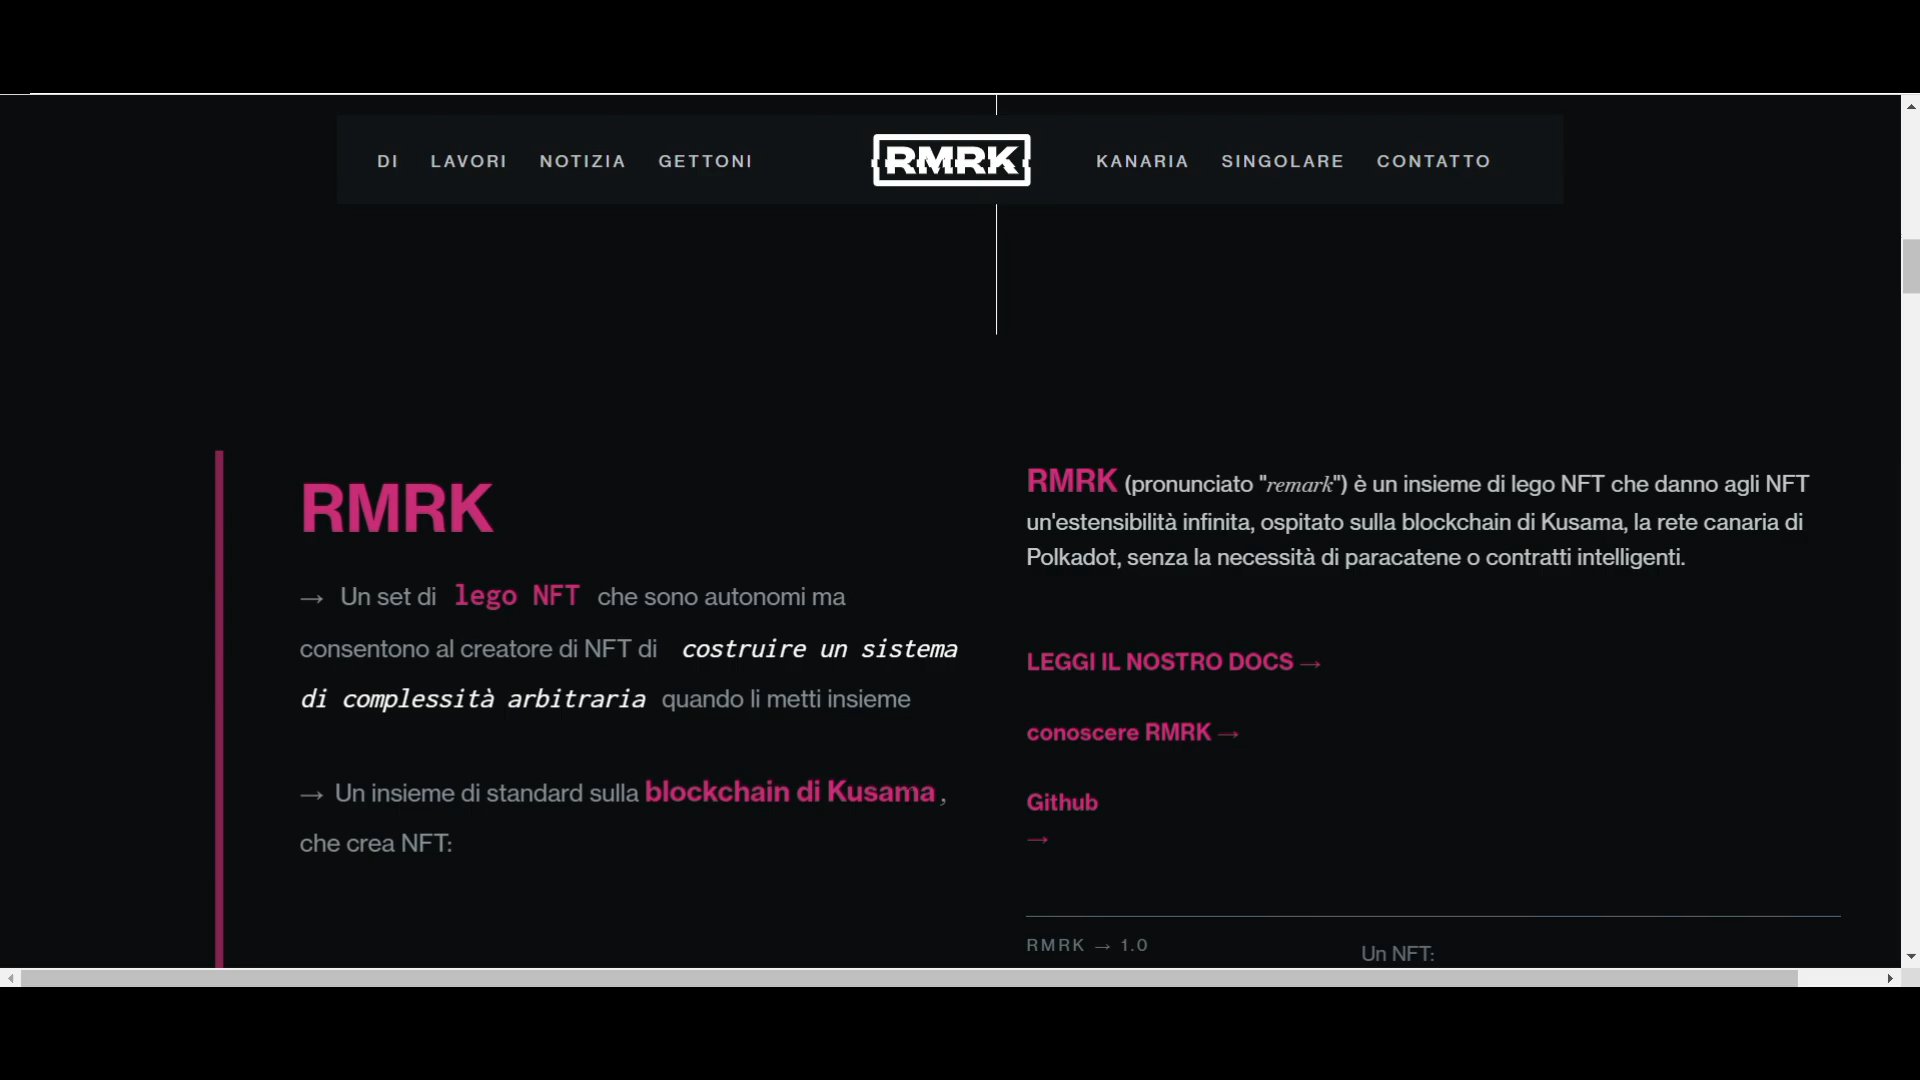 DI LAVORI NOTIZIA GETTONI RMRK KANARIA SINGOLARE CONTATTO
RMRK
→ Un set di lego NFT che sono autonomi ma
consentono al creatore di NFT di costruire un sistema
di complessità arbitraria quando li metti insieme
→ Un insieme di standard sulla blockchain di Kusama ,
che crea NFT:
RMRK (pronunciato "remark") è un insieme di lego NFT che danno agli NFT
un'estensibilità infinita, ospitato sulla blockchain di Kusama, la rete canaria di
Polkadot, senza la necessità di paracatene o contratti intelligenti.
LEGGI IL NOSTRO DOCS →
conoscere RMRK →
Github
→
RMRK → 1.0
Un NFT: